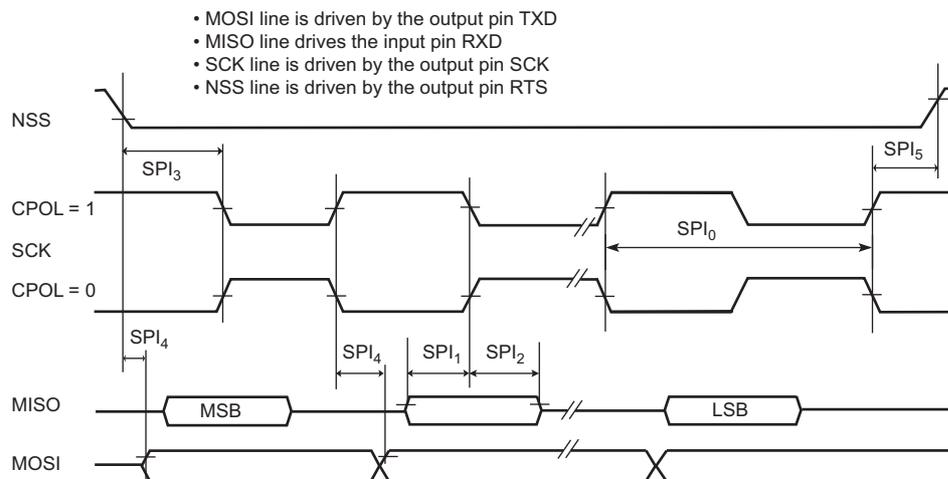 • MOSI line is driven by the output pin TXD
• MISO line drives the input pin RXD
• SCK line is driven by the output pin SCK
• NSS line is driven by the output pin RTS
NSS
SPI3
SPI5
CPOL = 1
SPI0
SCK
CPOL = 0
SPI4
SPI4
SPI1
SPI2
MISO
MSB
LSB
MOSI